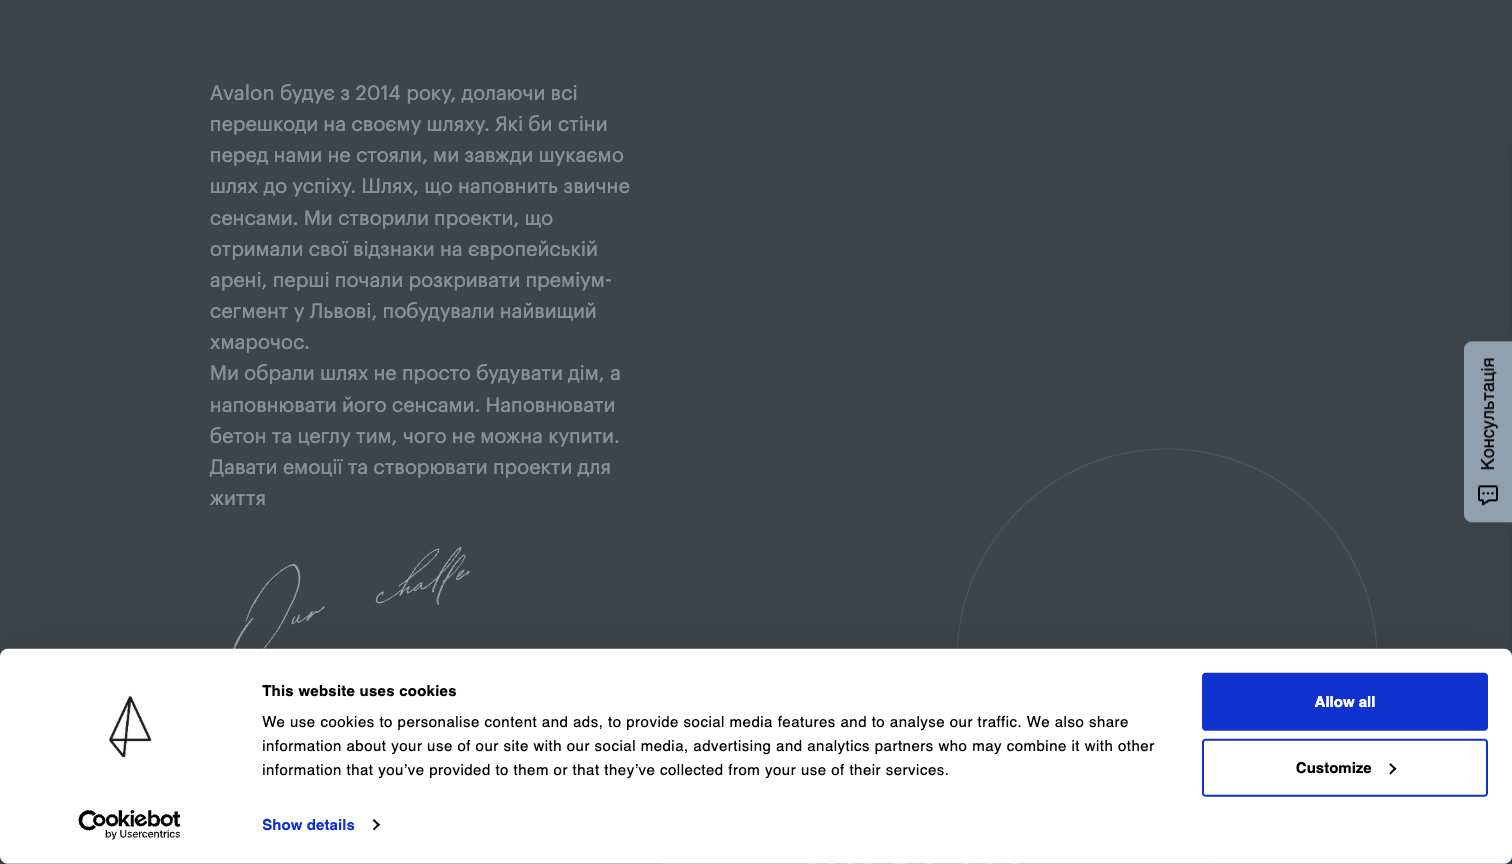 Avalon будує з 2014 року, долаючи всі
перешкоди на своєму шляху. Які би стіни
перед нами не стояли, ми завжди шукаємо
шлях до успіху. Шлях, що наповнить звичне
сенсами. Ми створили проекти, що
отримали свої відзнаки на європейській
арені, перші почали розкривати преміум-
сегмент у Львові, побудували найвищий
хмарочос.
Ми обрали шлях не просто будувати дім, а
наповнювати його сенсами. Наповнювати
бетон та цеглу тим, чого не можна купити.
Давати емоції та створювати проекти для
життя
Our
Консультація
This website uses cookies
We use cookies to personalise content and ads, to provide social media features and to analyse our traffic. We also share
information about your use of our site with our social media, advertising and analytics partners who may combine it with other
information that you’ve provided to them or that they’ve collected from your use of their services.
Show details
Allow all
Customize
Cookiebot
by Usercentrics